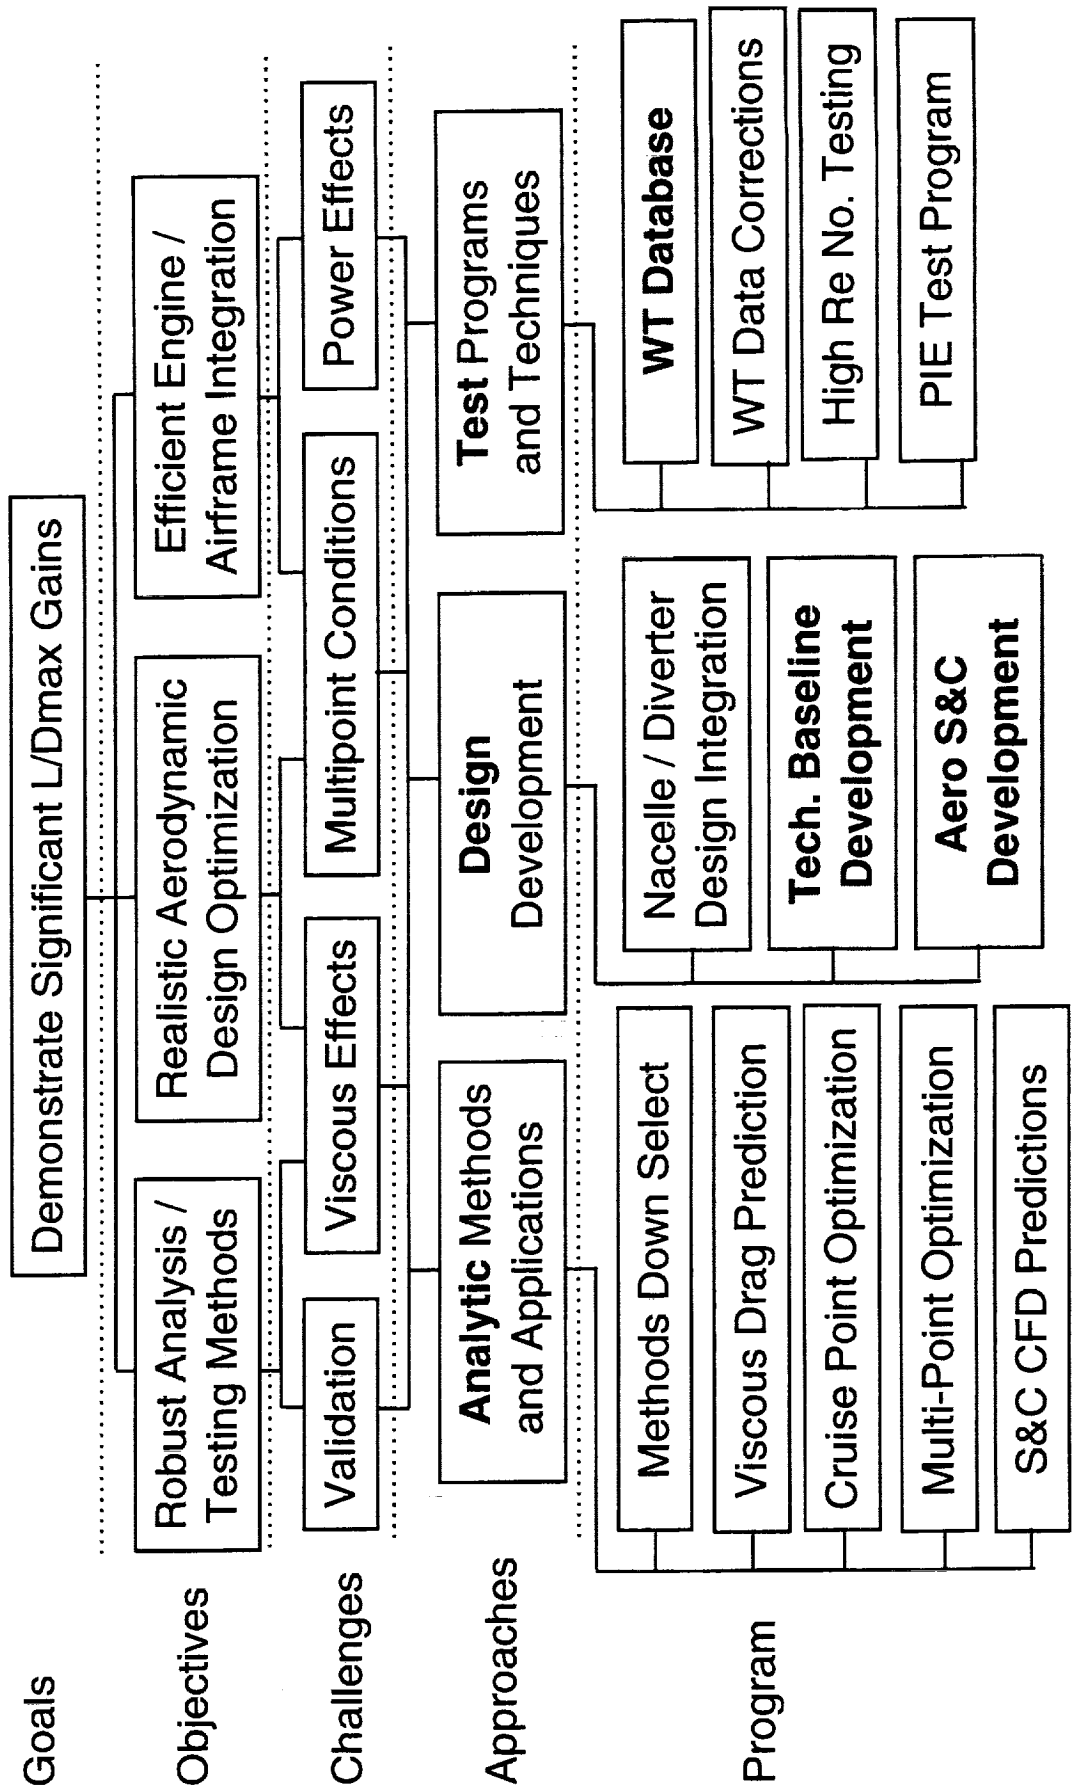 Goals
Demonstrate Significant L/Dmax Gains
Objectives
Robust Analysis /
Testing Methods
Realistic Aerodynamic
Design Optimization
Efficient Engine /
Airframe Integration
Challenges
Validation
Viscous Effects
Multipoint Conditions
Power Effects
Approaches
Analytic Methods
and Applications
Design
Development
Test Programs
and Techniques
Program
Methods Down Select
Viscous Drag Prediction
Cruise Point Optimization
Multi-Point Optimization
S&C CFD Predictions
Nacelle / Diverter
Design Integration
Tech. Baseline
Development
Aero S&C
Development
WT Database
WT Data Corrections
High Re No. Testing
PIE Test Program